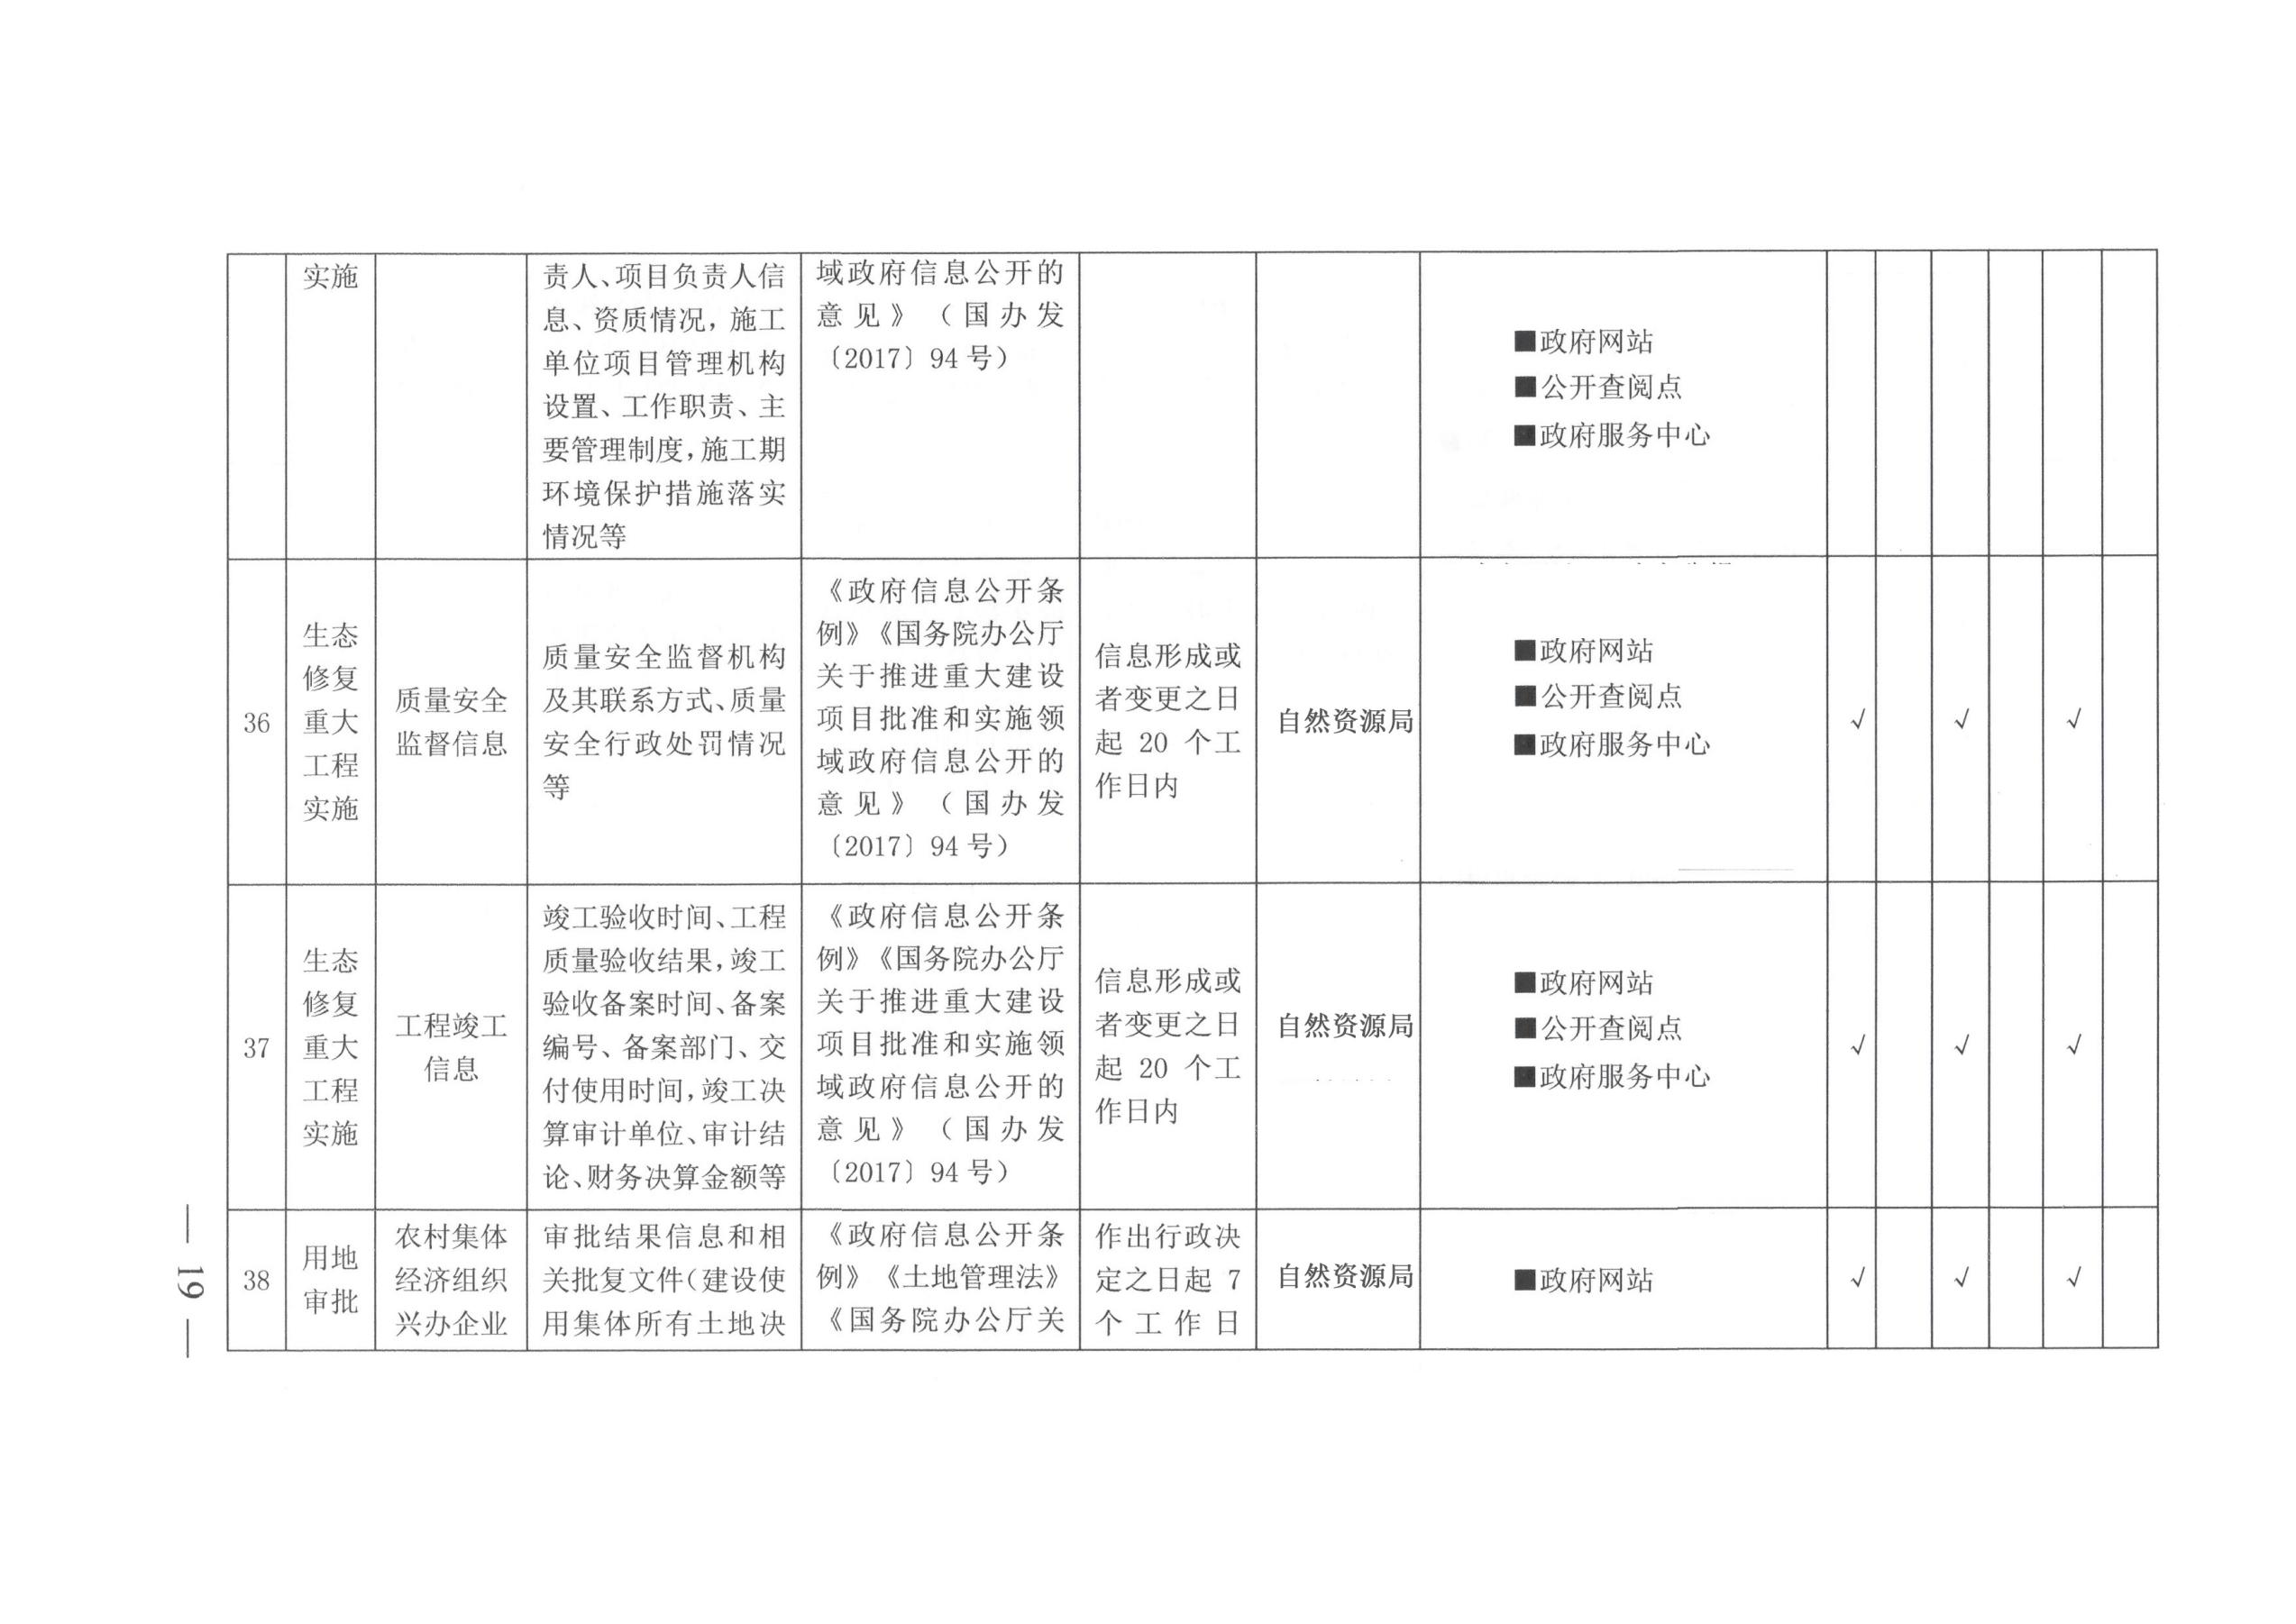 实施
责人、项目负责人信
息、资质情况，施工
单位项目管理机构
设置、工作职责、主
要管理制度，施工期
环境保护措施落实
情况等
域政府信息公开的
意见》（国办发
〔2017〕94号）
■政府网站
■公开查阅点
■政府服务中心
36
生态
修复
重大
工程
实施
质量安全
监督信息
质量安全监督机构
及其联系方式、质量
安全行政处罚情况
等
《政府信息公开条
例》《国务院办公厅
关于推进重大建设
项目批准和实施领
域政府信息公开的
意见》（国办发
〔2017〕94号）
信息形成或
者变更之日
起 20 个工
作日内
自然资源局
■政府网站
■公开查阅点
■政府服务中心
√
√
√
37
生态
修复
重大
工程
实施
工程竣工
信息
竣工验收时间、工程
质量验收结果，竣工
验收备案时间、备案
编号、备案部门、交
付使用时间，竣工决
算审计单位、审计结
论、财务决算金额等
《政府信息公开条
例》《国务院办公厅
关于推进重大建设
项目批准和实施领
域政府信息公开的
意见》（国办发
〔2017〕94号）
信息形成或
者变更之日
起 20 个工
作日内
自然资源局
■政府网站
■公开查阅点
■政府服务中心
√
√
√
38
用地
审批
农村集体
经济组织
兴办企业
审批结果信息和相
关批复文件（建设使
用集体所有土地决
《政府信息公开条
例》《土地管理法》
《国务院办公厅关
作出行政决
定之日起 7
个工作日
自然资源局
■政府网站
√
√
√
— 19 —